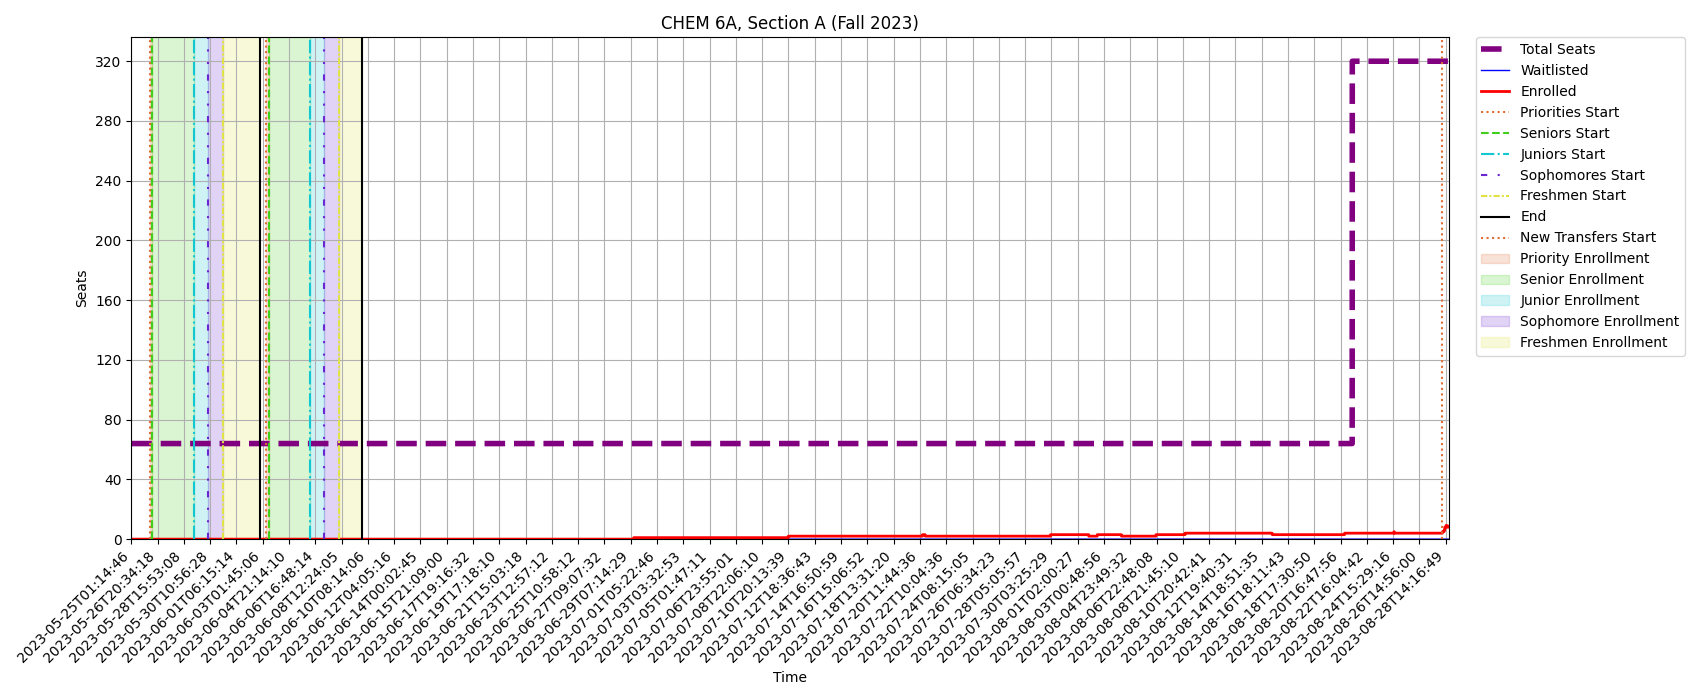 CHEM 6A, Section A (Fall 2023)
Seats
320
280
240
200
160
120
80
40
0
2023-05-25T01:14:46
2023-05-26T20:34:18
2023-05-28T15:53:08
2023-05-30T10:56:28
2023-06-01T06:15:14
2023-06-03T01:45:06
2023-06-04T21:14:10
2023-06-06T16:48:14
2023-06-08T12:24:05
2023-06-10T08:14:06
2023-06-12T04:05:16
2023-06-14T00:02:45
2023-06-15T21:09:00
2023-06-17T19:16:32
2023-06-19T17:18:10
2023-06-21T15:03:18
2023-06-23T12:57:12
2023-06-25T10:58:12
2023-06-27T09:07:32
2023-06-29T07:14:29
2023-07-01T05:22:46
2023-07-03T03:32:53
2023-07-05T01:47:11
2023-07-06T23:55:01
2023-07-08T22:06:10
2023-07-10T20:13:39
2023-07-12T18:36:43
2023-07-14T16:50:59
2023-07-16T15:06:52
2023-07-18T13:31:20
2023-07-20T11:44:36
2023-07-22T10:04:36
2023-07-24T08:15:05
2023-07-26T06:34:23
2023-07-28T05:05:57
2023-07-30T03:25:29
2023-08-01T02:00:27
2023-08-03T00:48:56
2023-08-04T23:49:32
2023-08-06T22:48:08
2023-08-08T21:45:10
2023-08-10T20:42:41
2023-08-12T19:40:31
2023-08-14T18:51:35
2023-08-16T18:11:43
2023-08-18T17:30:50
2023-08-20T16:47:56
2023-08-22T16:04:42
2023-08-24T15:29:16
2023-08-26T14:56:00
2023-08-28T14:16:49
Time
Total Seats
Waitlisted
Enrolled
Priorities Start
Seniors Start
Juniors Start
Sophomores Start
Freshmen Start
End
New Transfers Start
Priority Enrollment
Senior Enrollment
Junior Enrollment
Sophomore Enrollment
Freshmen Enrollment